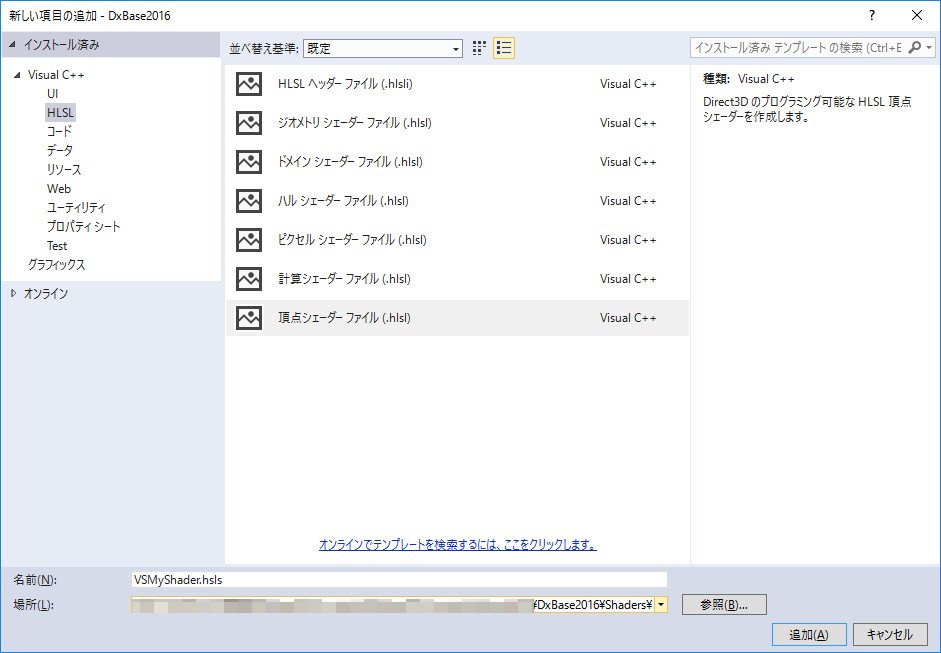 新しい項目の追加 - DxBase2016
インストール済み
Visual C++
UI
HLSL
コード
データ
リソース
Web
ユーティリティ
プロパティ シート
Test
グラフィックス
オンライン
並べ替え基準: 既定
HLSL ヘッダー ファイル (.hlsli) Visual C++
ジオメトリ シェーダー ファイル (.hlsl) Visual C++
ドメイン シェーダー ファイル (.hlsl) Visual C++
ハル シェーダー ファイル (.hlsl) Visual C++
ピクセル シェーダー ファイル (.hlsl) Visual C++
計算シェーダー ファイル (.hlsl) Visual C++
頂点シェーダー ファイル (.hlsl) Visual C++
オンラインでテンプレートを検索するには、ここをクリックします。
インストール済み テンプレート の検索 (Ctrl+E
種類: Visual C++
Direct3D のプログラミング可能な HLSL 頂点
シェーダーを作成します。
名前(N): VSMyShader.hsls
場所(L): ¥DxBase2016¥Shaders¥ 参照(B)...
追加(A) キャンセル